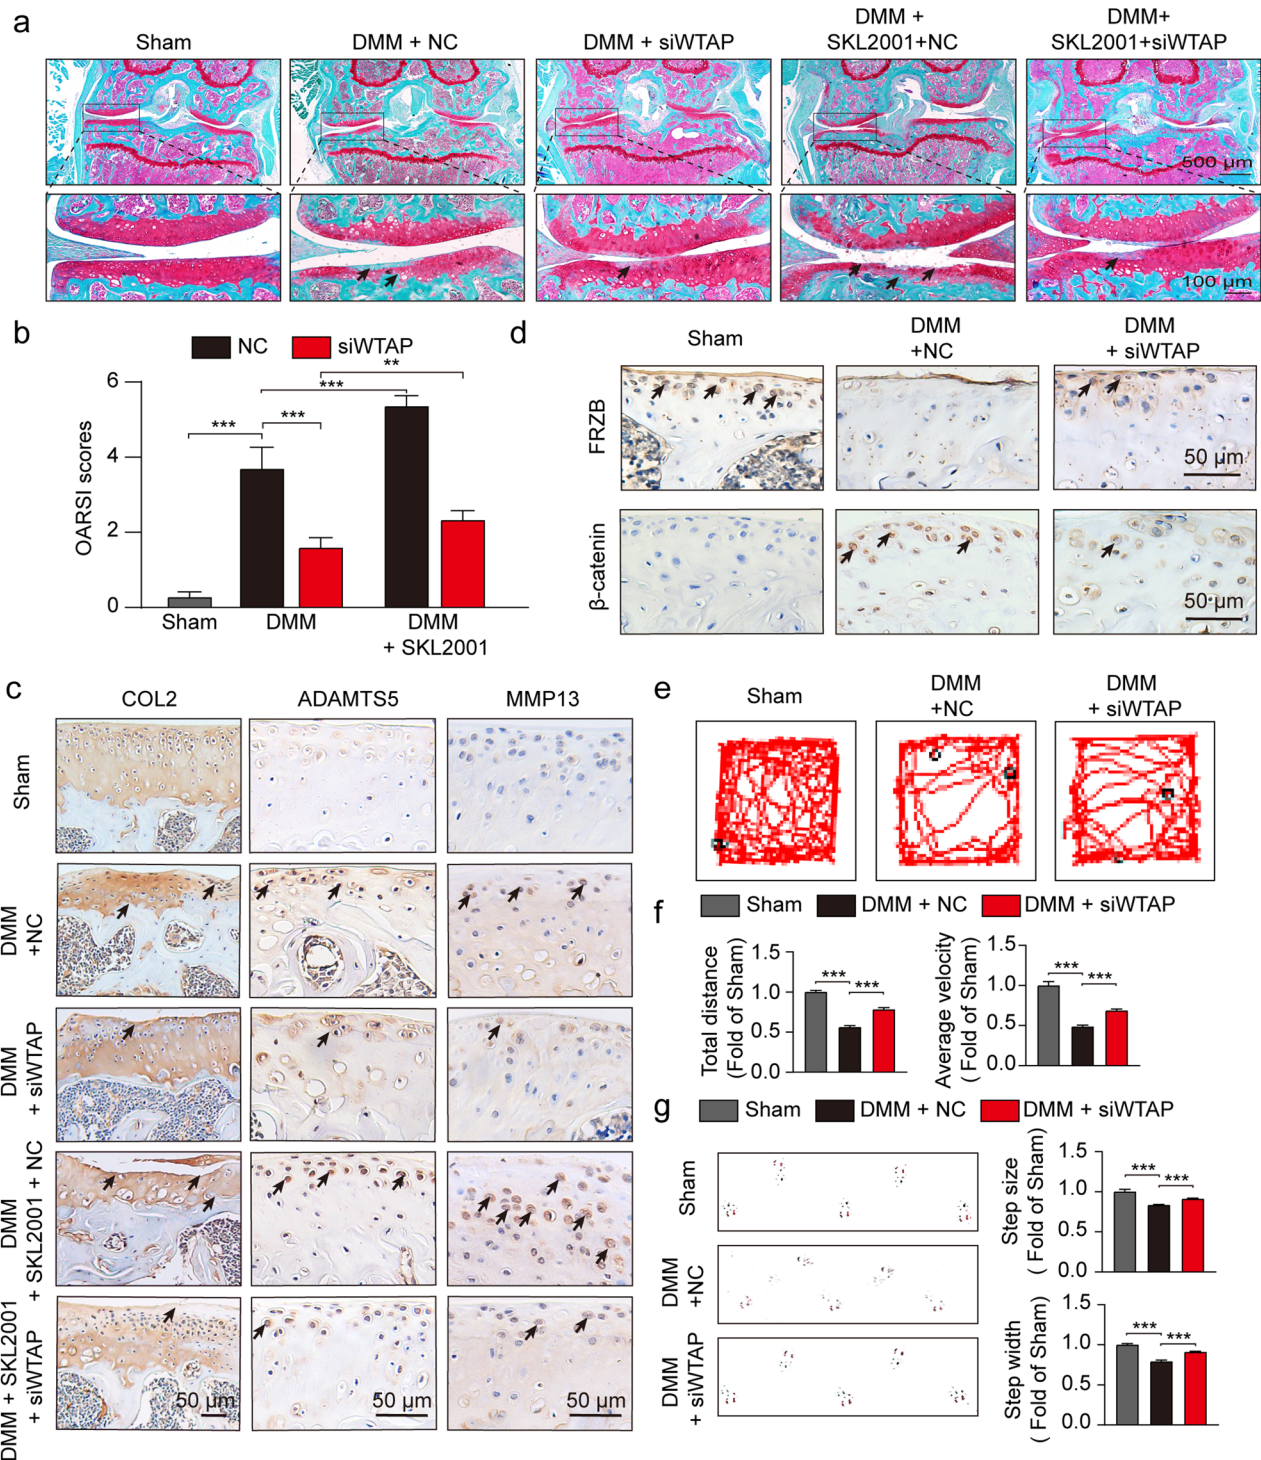 a
Sham
DMM + NC
DMM + siWTAP
DMM +
SKL2001+NC
DMM+
SKL2001+siWTAP
500 µm
100 µm
b
NC
siWTAP
OARSI scores
6
4
2
0
***
***
***
**
Sham
DMM
DMM
+ SKL2001
c
COL2
ADAMTS5
MMP13
Sham
DMM
+NC
DMM
+ siWTAP
DMM
+ SKL2001 + NC
DMM + SKL2001
+ siWTAP
50 µm
50 µm
50 µm
d
Sham
DMM
+NC
DMM
+ siWTAP
FRZB
50 µm
β-catenin
50 µm
e
Sham
DMM
+NC
DMM
+ siWTAP
f
Sham
DMM + NC
DMM + siWTAP
Total distance
(Fold of Sham)
1.5
1.0
0.5
0.0
***
***
Average velocity
( Fold of Sham)
1.5
1.0
0.5
0.0
***
***
g
Sham
DMM + NC
DMM + siWTAP
Sham
DMM
+NC
DMM
+ siWTAP
Step size
( Fold of Sham)
1.5
1.0
0.5
0.0
***
***
Step width
( Fold of Sham)
1.5
1.0
0.5
0.0
***
***